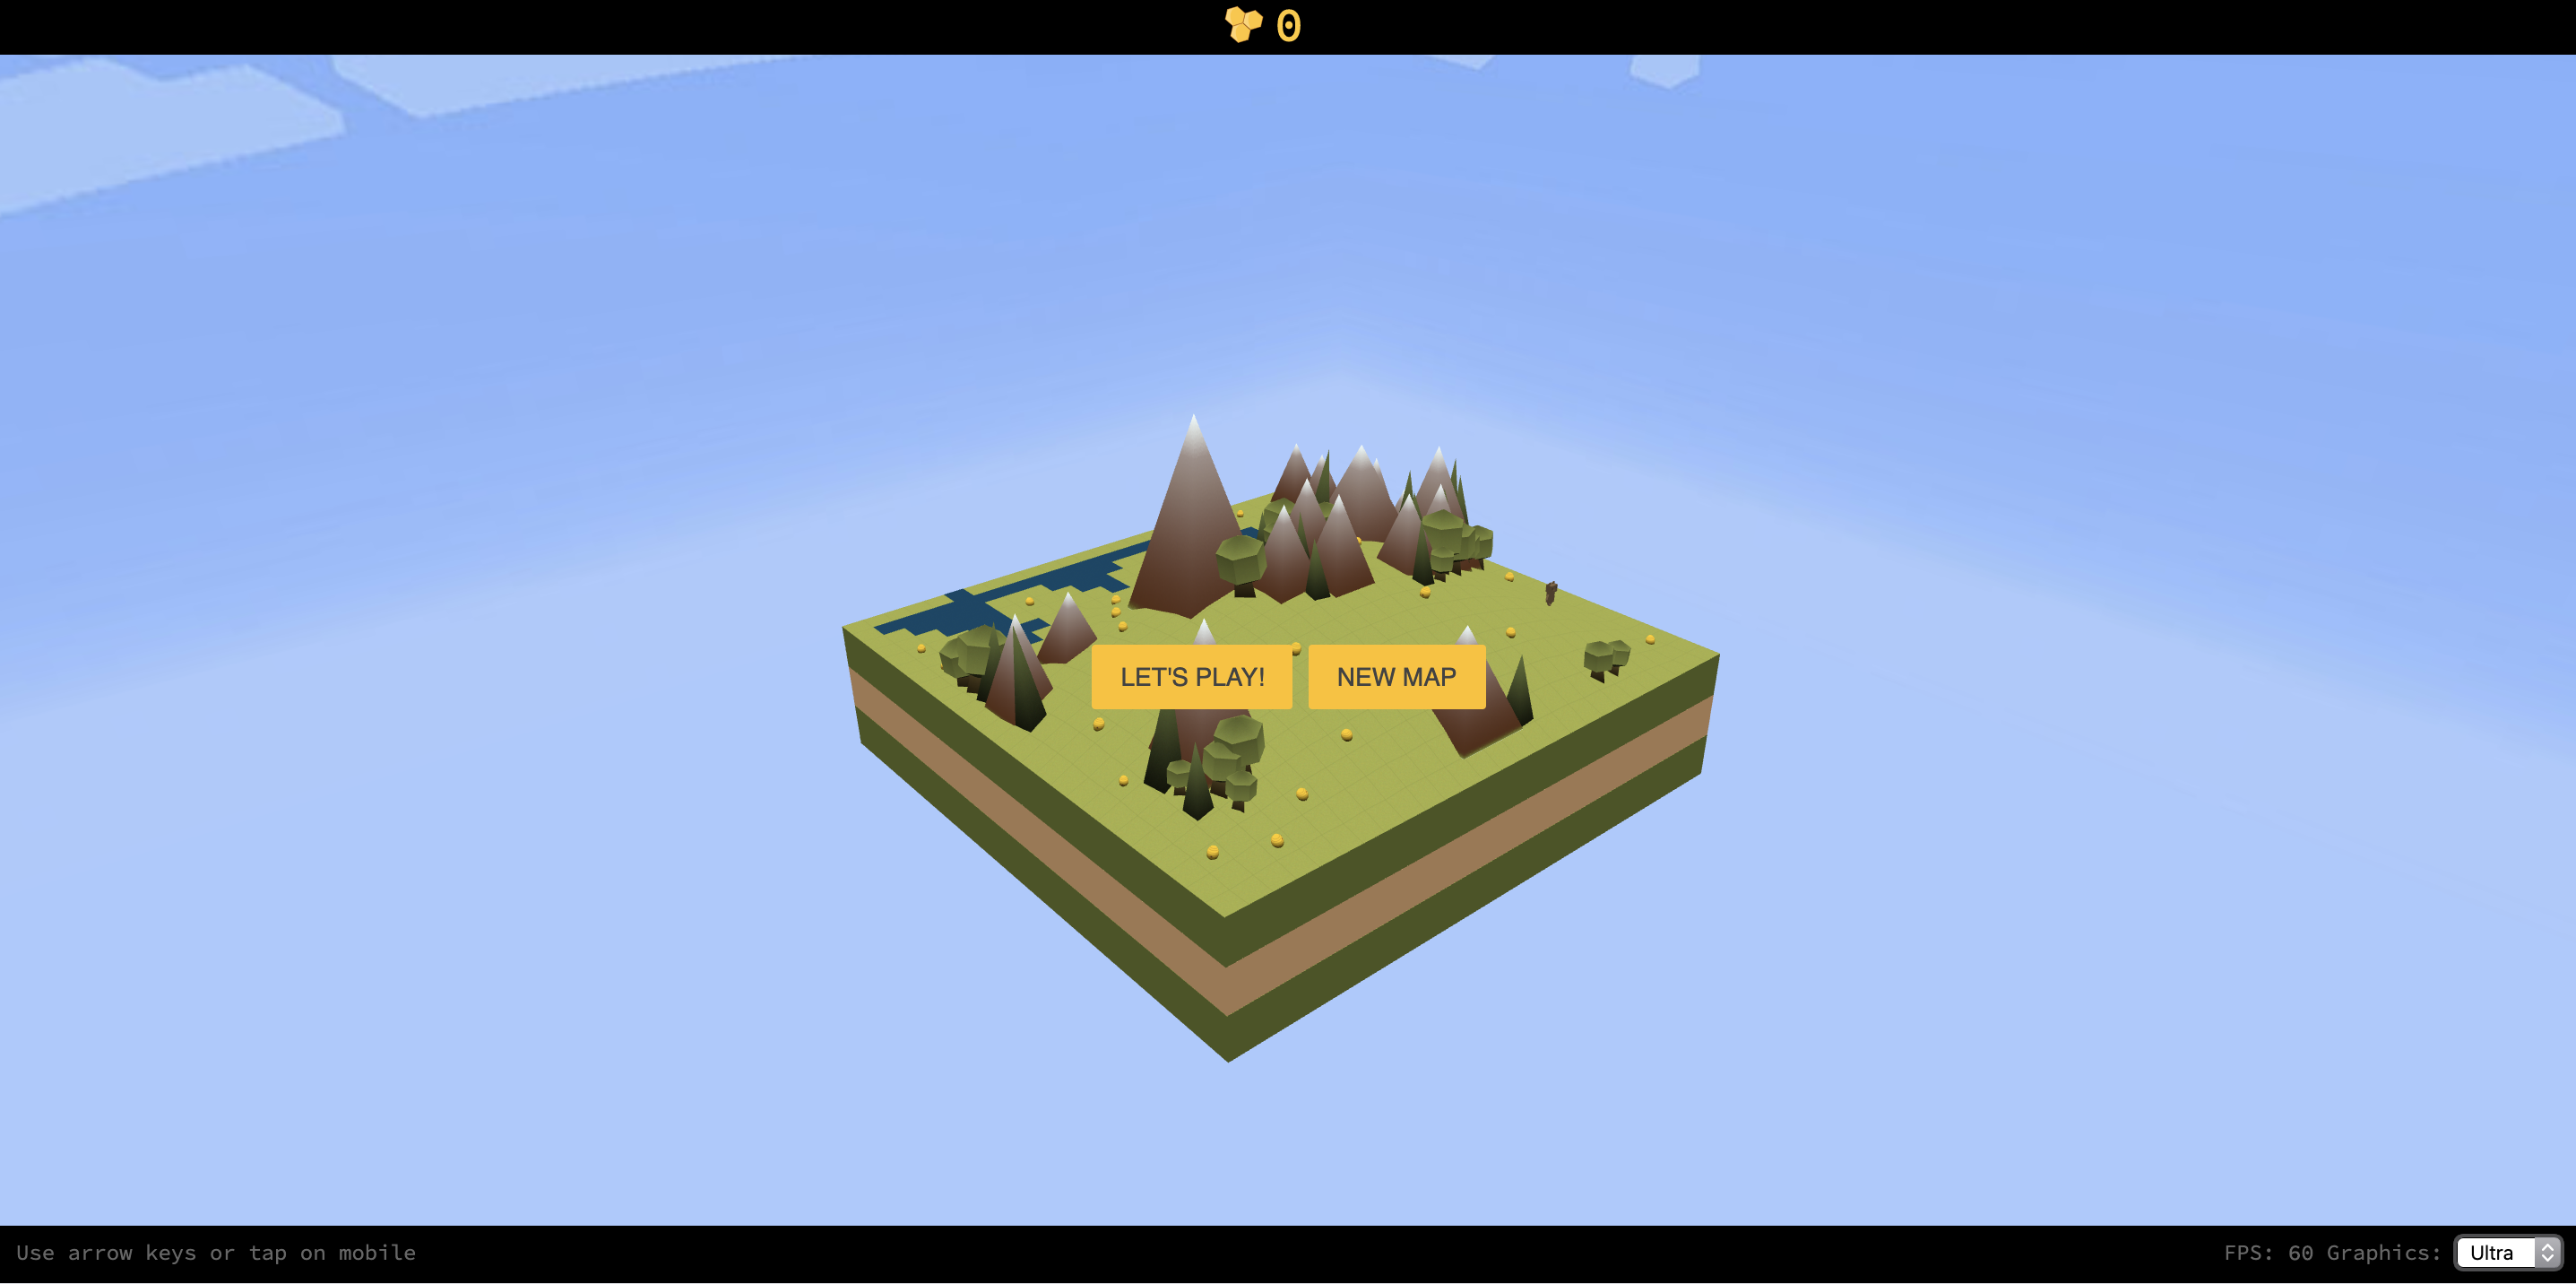 0
LET'S PLAY! NEW MAP
Use arrow keys or tap on mobile FPS: 60 Graphics: Ultra